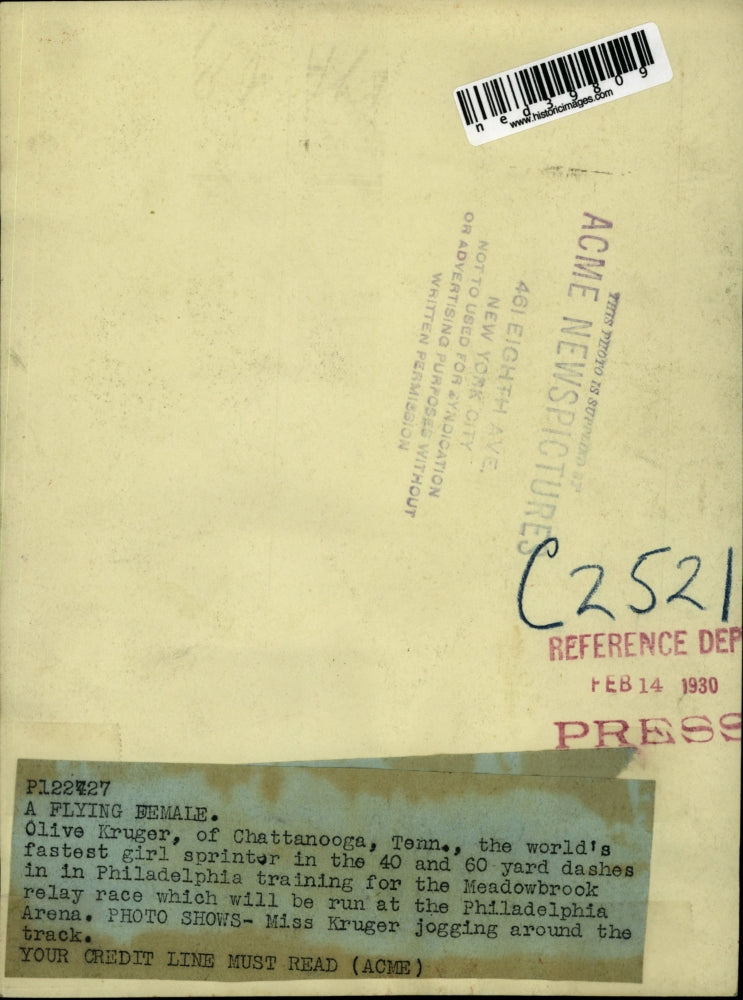 ned39809
www.historicimages.com
THIS PHOTO IS SUPPLIED BY
ACME NEWSPICTURES
461 EIGHTH AVE.
NEW YORK CITY
NOT TO USED FOR SYNDICATION
OR ADVERTISING PURPOSES WITHOUT
WRITTEN PERMISSION
C2521
REFERENCE DEP
FEB 14 1930
PRESS
P122427
A FLYING FEMALE.
Olive Kruger, of Chattanooga, Tenn., the world's
fastest girl sprinter in the 40 and 60 yard dashes
in in Philadelphia training for the Meadowbrook
relay race which will be run at the Philadelphia
Arena. PHOTO SHOWS- Miss Kruger jogging around the
track.
YOUR CREDIT LINE MUST READ (ACME)